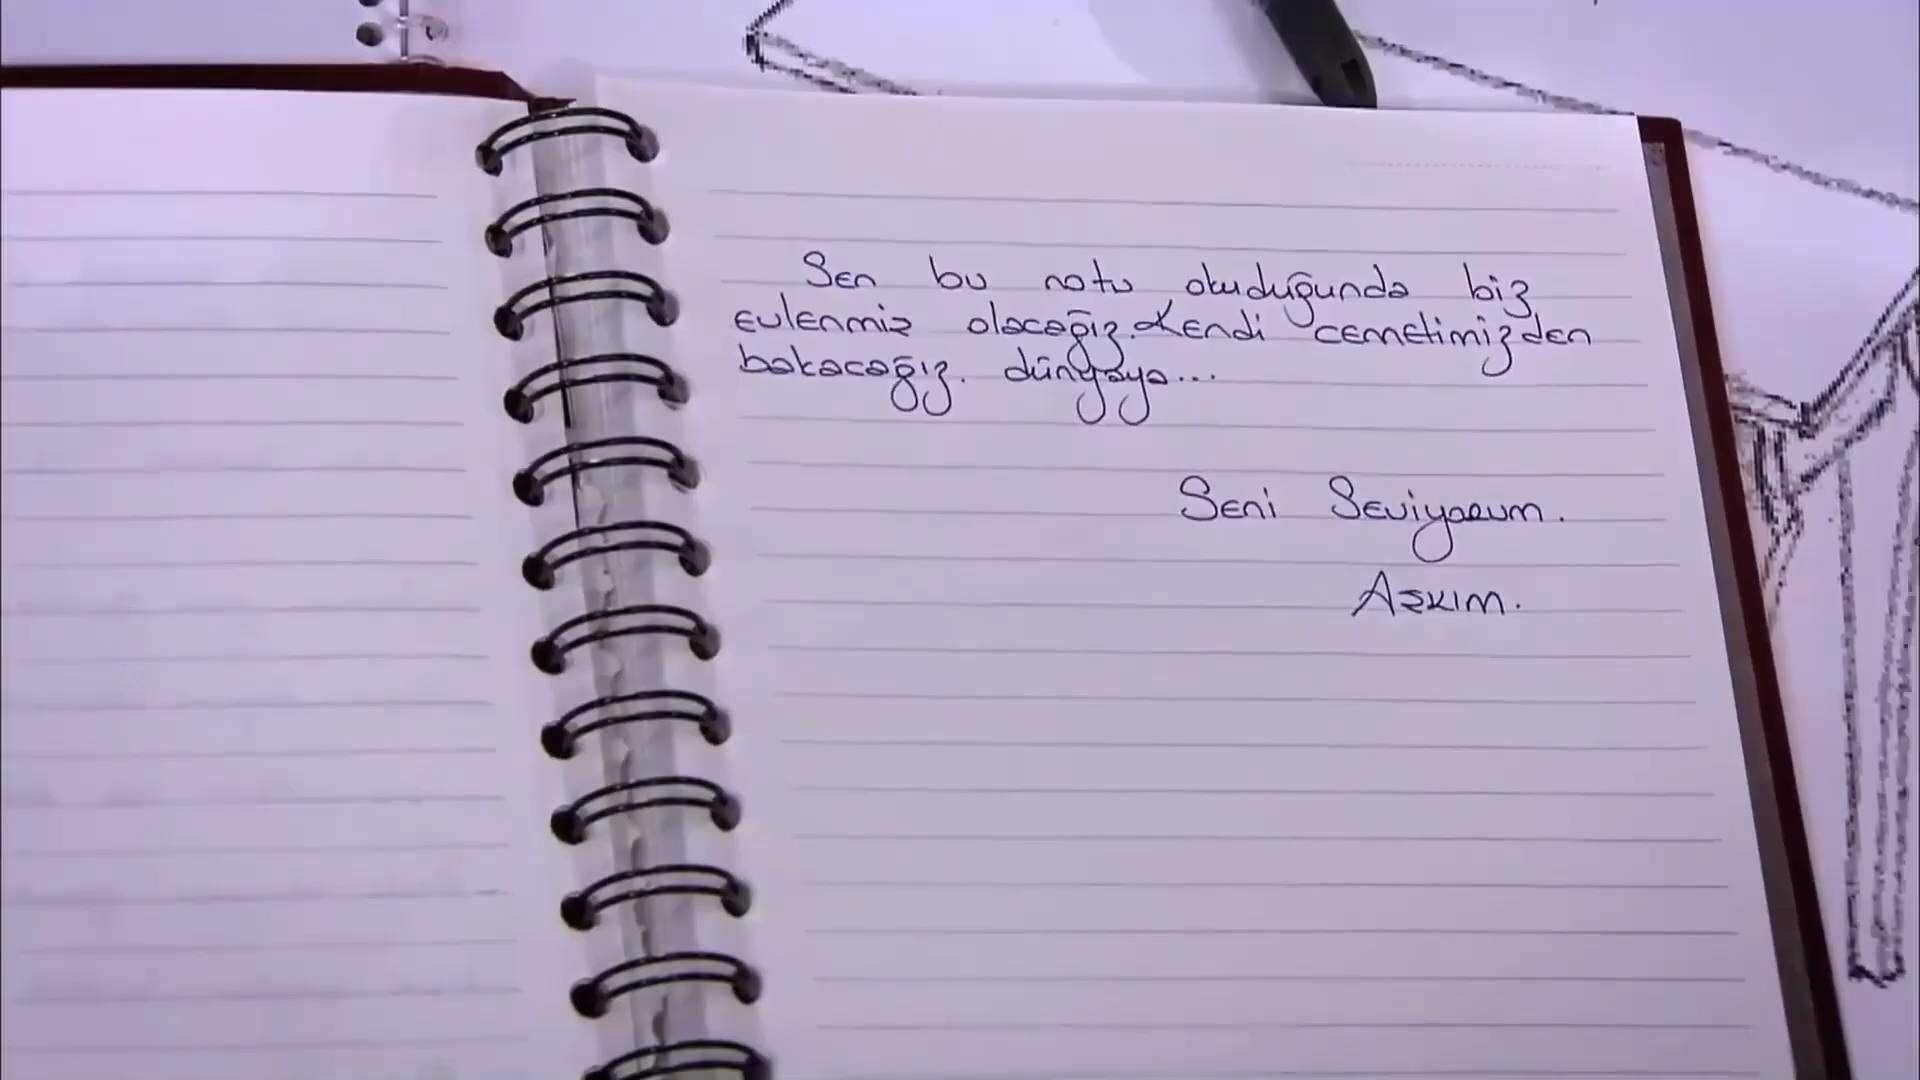 Sen bu notu okuduğunda biz
evlenmiş olacağız. Kendi cennetimizden
bakacağız. dünyaya...
Seni Seviyorum.
Aşkım.